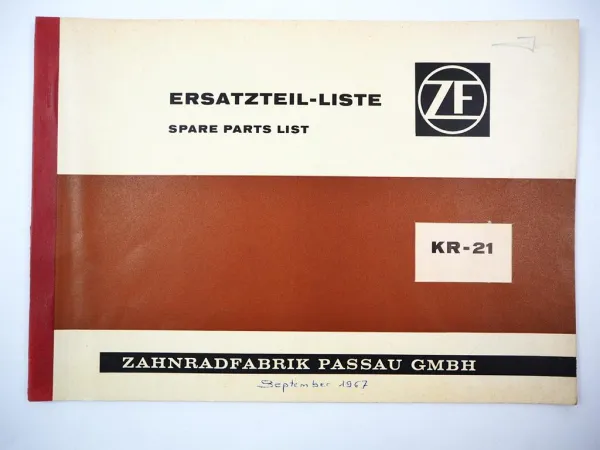 ERSATZTEIL-LISTE
SPARE PARTS LIST
ZF
KR-21
ZAHNRADFABRIK PASSAU GMBH
September 1967